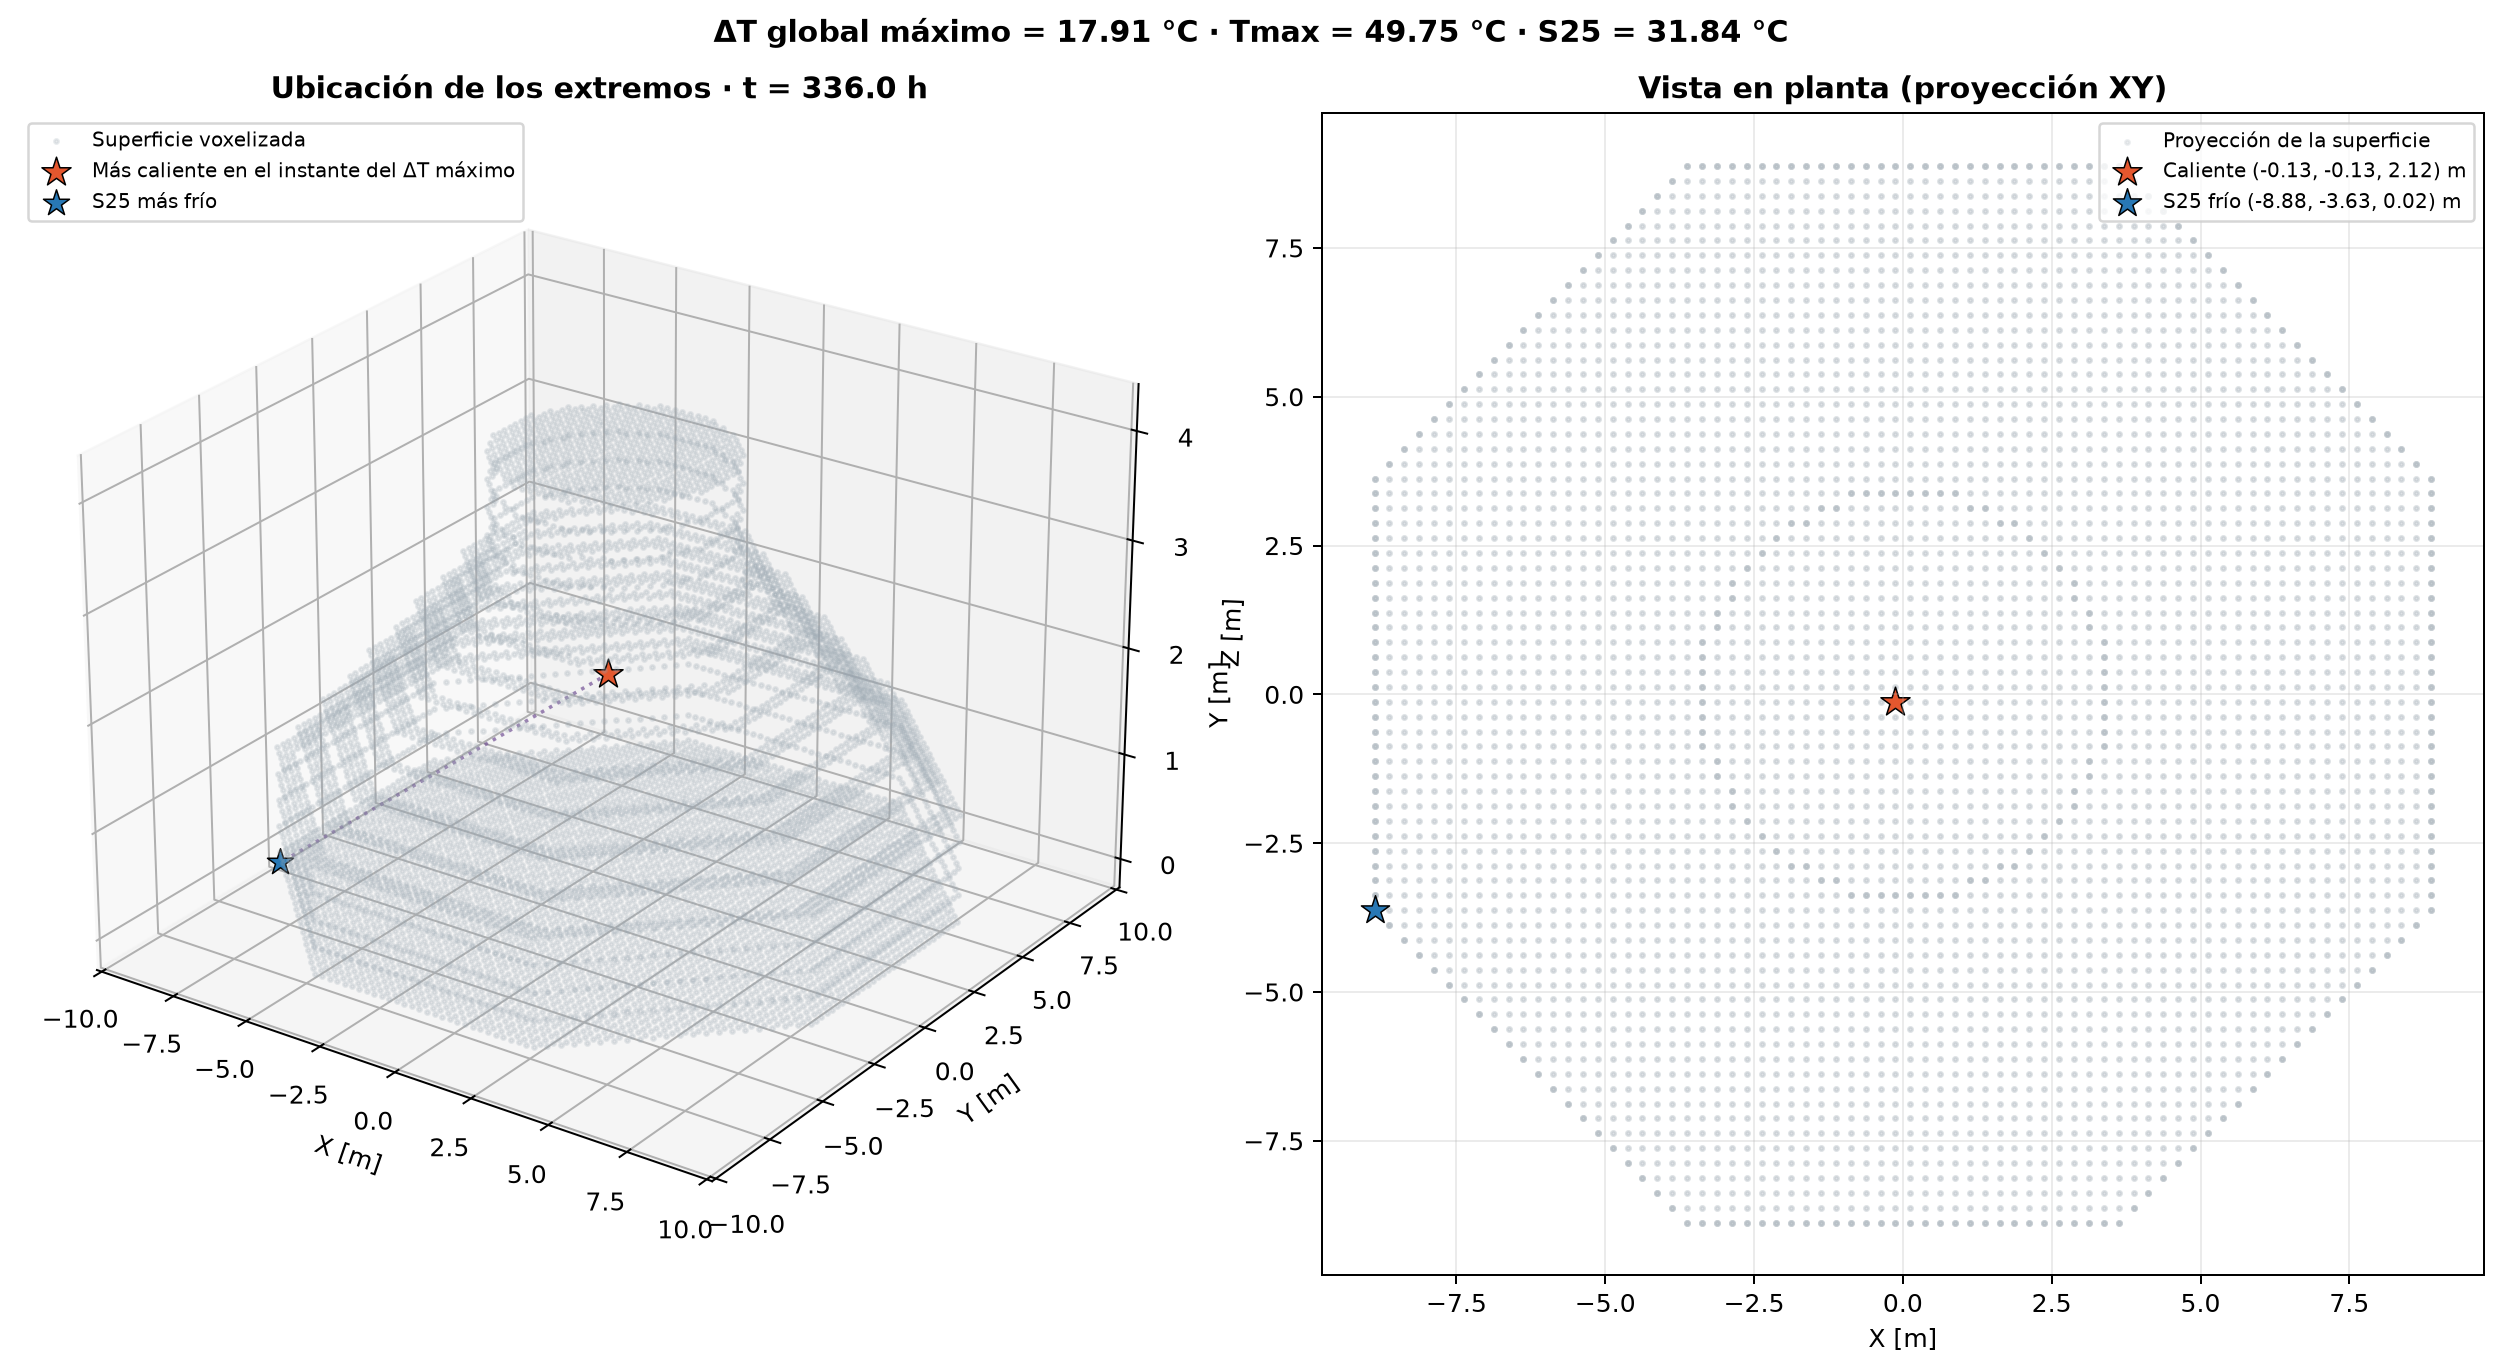 ΔT global máximo = 17.91 °C · Tmax = 49.75 °C · S25 = 31.84 °C
Ubicación de los extremos · t = 336.0 h
Superficie voxelizada
Más caliente en el instante del ΔT máximo
S25 más frío
4
3
2
1
0
Z [m]
−10.0
−7.5
−5.0
−2.5
0.0
2.5
5.0
7.5
10.0
X [m]
10.0
7.5
5.0
2.5
0.0
−2.5
−5.0
−7.5
−10.0
Y [m]
Vista en planta (proyección XY)
Proyección de la superficie
Caliente (-0.13, -0.13, 2.12) m
S25 frío (-8.88, -3.63, 0.02) m
7.5
5.0
2.5
0.0
−2.5
−5.0
−7.5
Y [m]
−7.5
−5.0
−2.5
0.0
2.5
5.0
7.5
X [m]